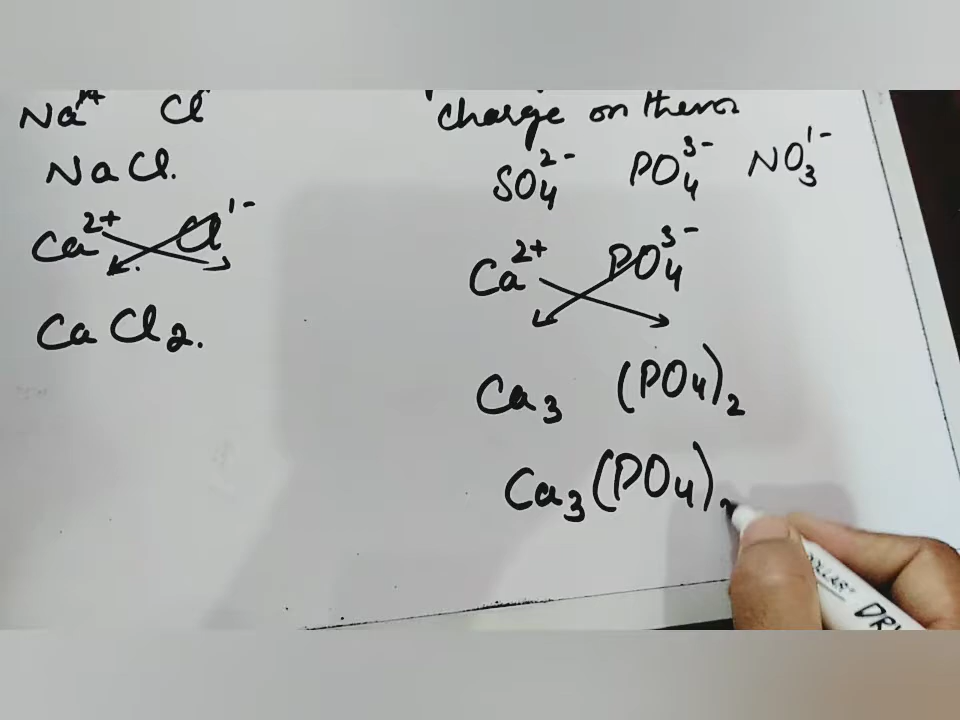 Na¹⁺ Cl
NaCl.
Ca²⁺ Cl¹⁻
CaCl₂.
charge on them
SO₄²⁻ PO₄³⁻ NO₃¹⁻
Ca²⁺ PO₄³⁻
Ca₃ (PO₄)₂
Ca₃(PO₄)
DOLLAR